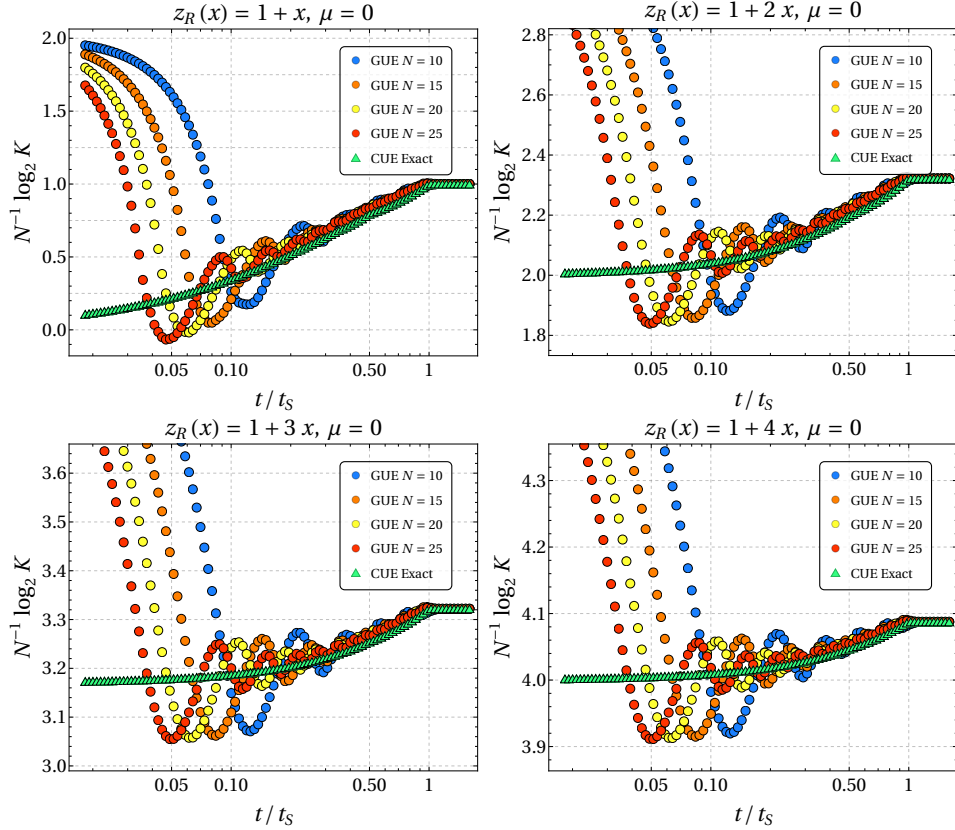 z_R(x) = 1 + x, μ = 0
N⁻¹ log₂ K
2.0
1.5
1.0
0.5
0.0
GUE N = 10
GUE N = 15
GUE N = 20
GUE N = 25
CUE Exact
0.05 0.10 0.50 1
t / t_S
z_R(x) = 1 + 2 x, μ = 0
N⁻¹ log₂ K
2.8
2.6
2.4
2.2
2.0
1.8
GUE N = 10
GUE N = 15
GUE N = 20
GUE N = 25
CUE Exact
0.05 0.10 0.50 1
t / t_S
z_R(x) = 1 + 3 x, μ = 0
N⁻¹ log₂ K
3.6
3.5
3.4
3.3
3.2
3.1
3.0
GUE N = 10
GUE N = 15
GUE N = 20
GUE N = 25
CUE Exact
0.05 0.10 0.50 1
t / t_S
z_R(x) = 1 + 4 x, μ = 0
N⁻¹ log₂ K
4.3
4.2
4.1
4.0
3.9
GUE N = 10
GUE N = 15
GUE N = 20
GUE N = 25
CUE Exact
0.05 0.10 0.50 1
t / t_S